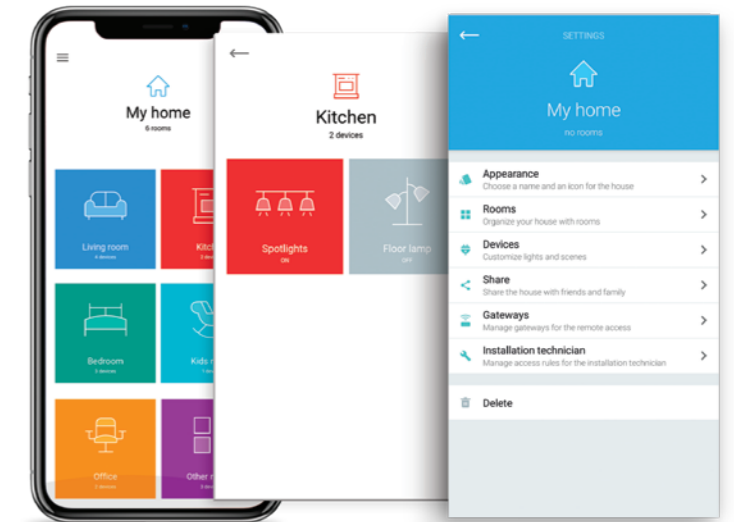 My home
6 rooms
Living room
4 devices
Bedroom
Office
Kitchen
2 devices
Spotlights
ON
Floor lamp
OFF
SETTINGS
My home
no rooms
Appearance
Choose a name and an icon for the house
Rooms
Organize your house with rooms
Devices
Customize lights and scenes
Share
Share the house with friends and family
Gateways
Manage gateways for the remote access
Installation technician
Manage access rules for the installation technician
Delete